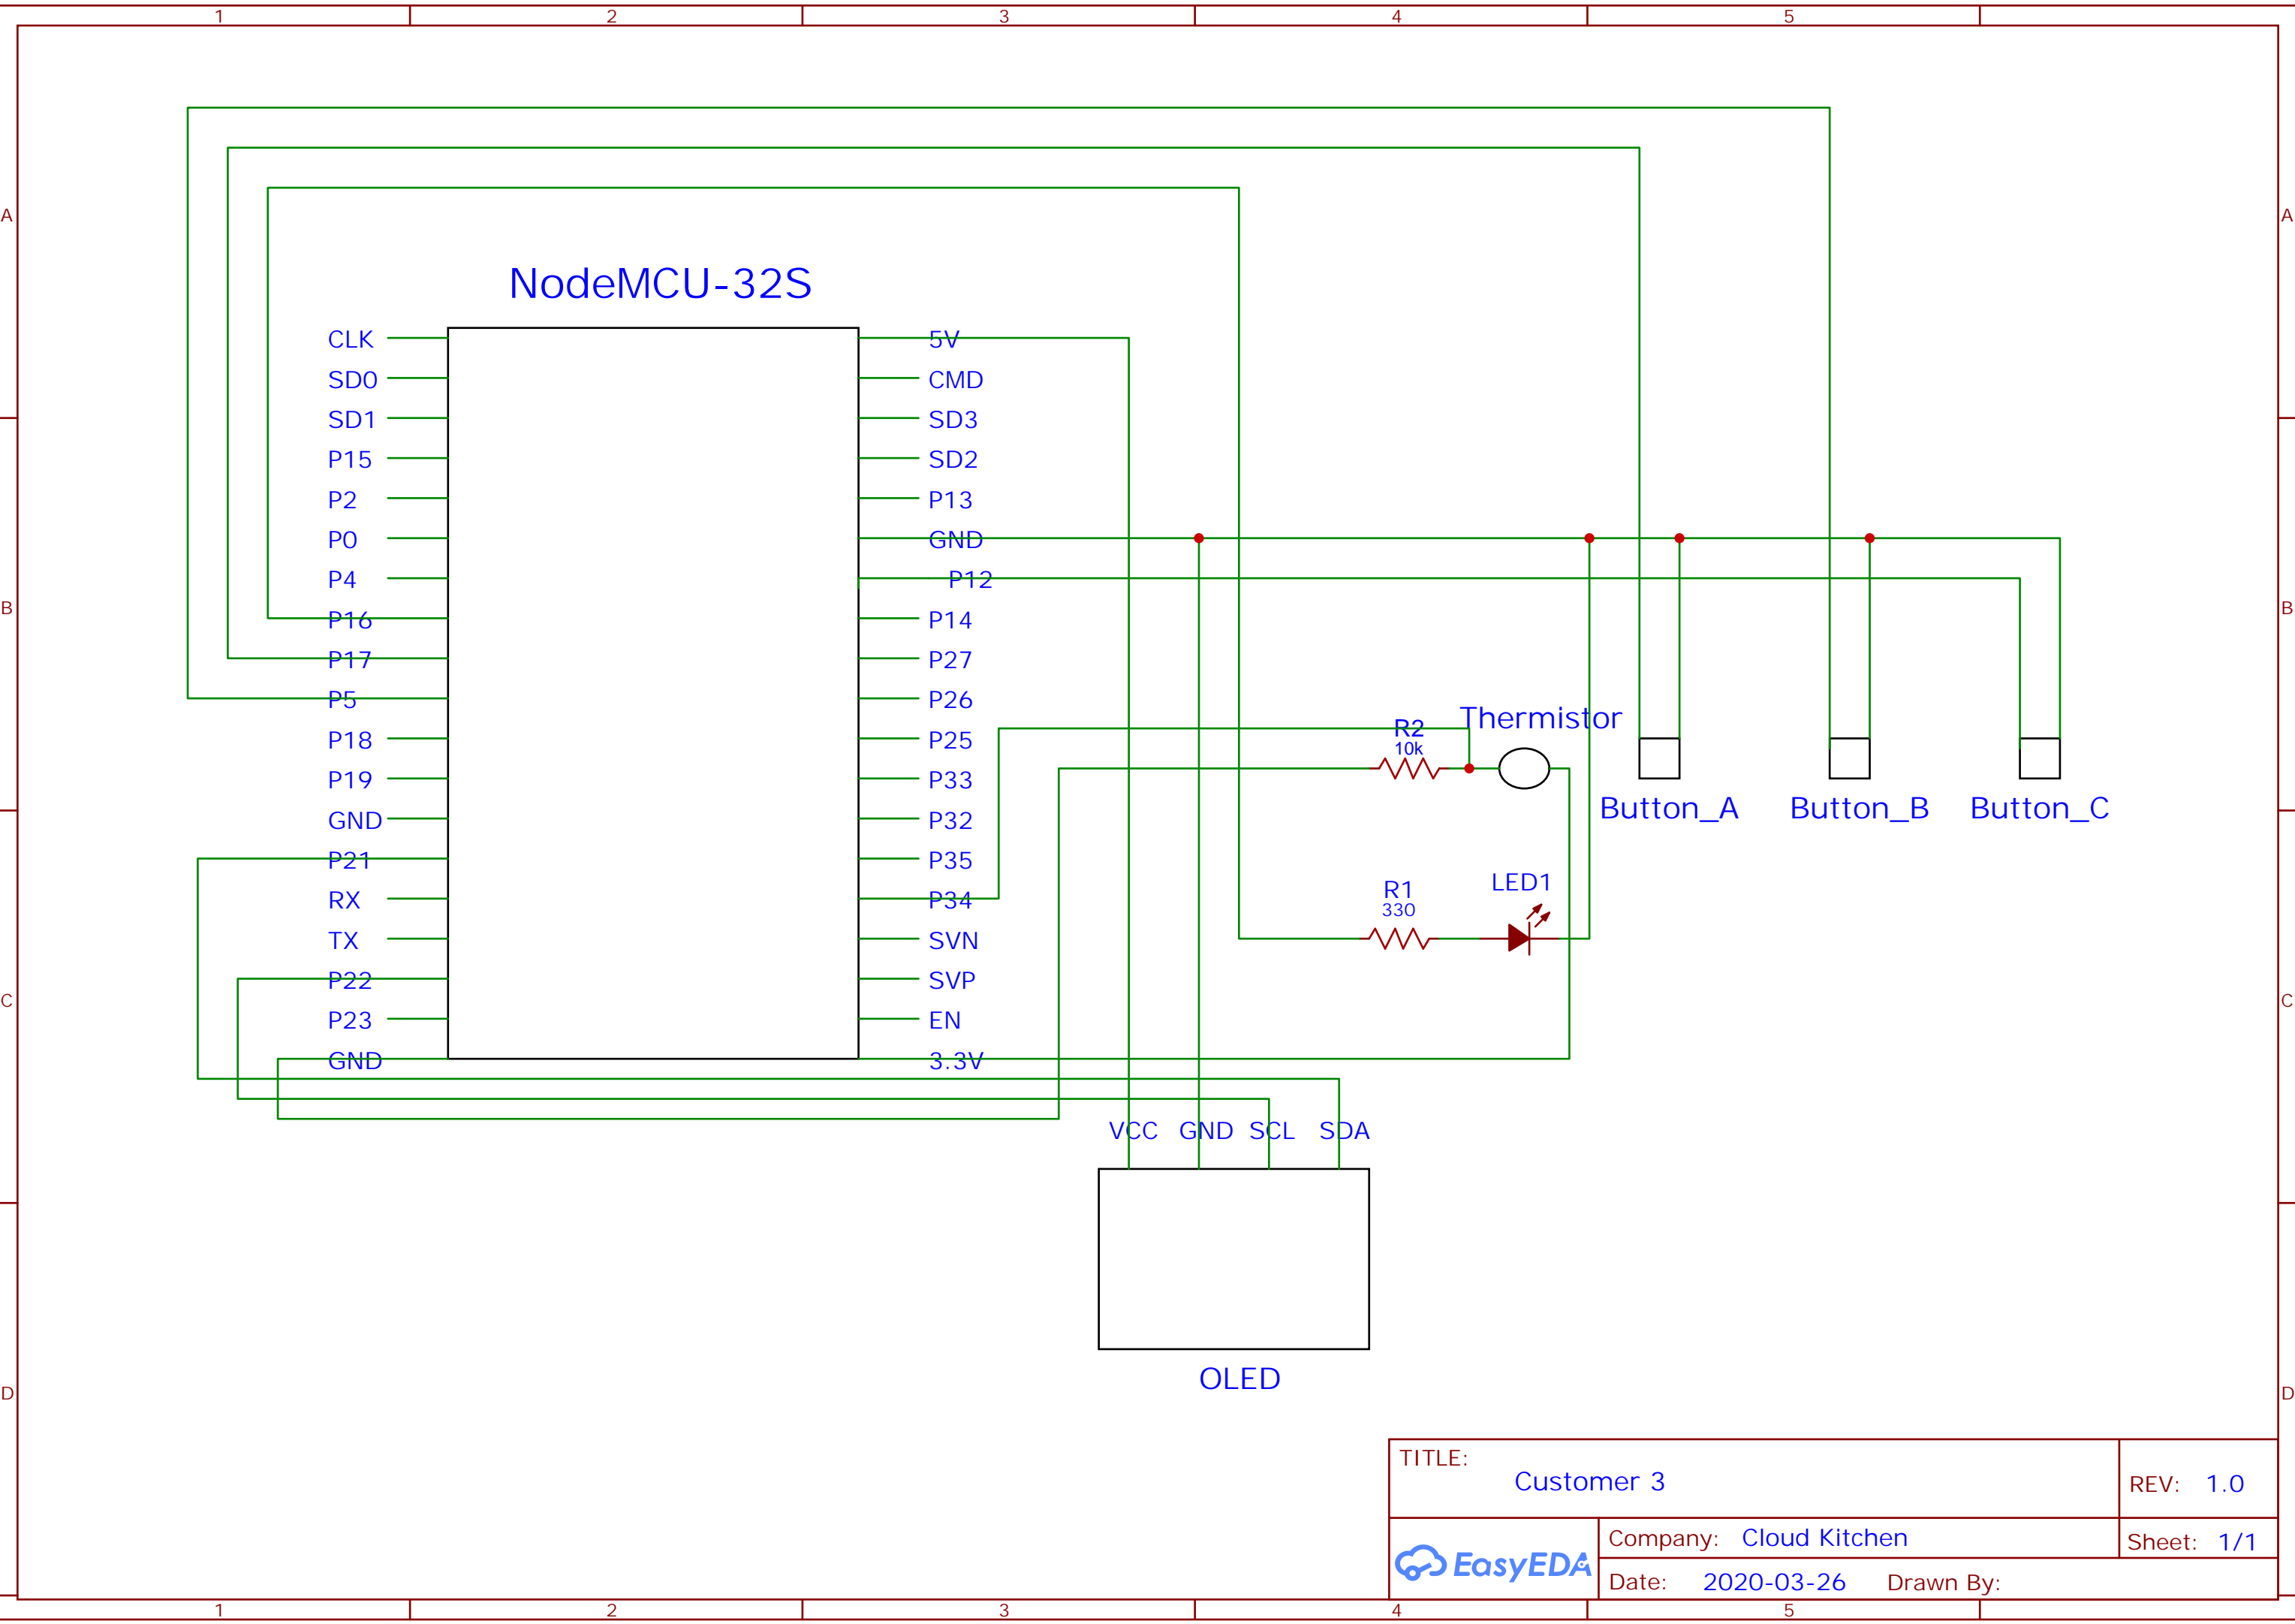 1 2 3 4 5
A A
NodeMCU-32S
CLK 5V
SD0 CMD
SD1 SD3
P15 SD2
P2 P13
P0 GND
P4 P12
B B
P16 P14
P17 P27
P5 P26
P18 P25
P19 P33
GND P32
P21 P35
RX P34
TX SVN
P22 SVP
P23 EN
GND 3.3V
R2
10k
Thermistor
Button_A Button_B Button_C
R1
330
LED1
C C
VCC GND SCL SDA
OLED
D D
TITLE:
Customer 3
REV: 1.0
EasyEDA
Company: Cloud Kitchen
Sheet: 1/1
Date: 2020-03-26 Drawn By:
1 2 3 4 5